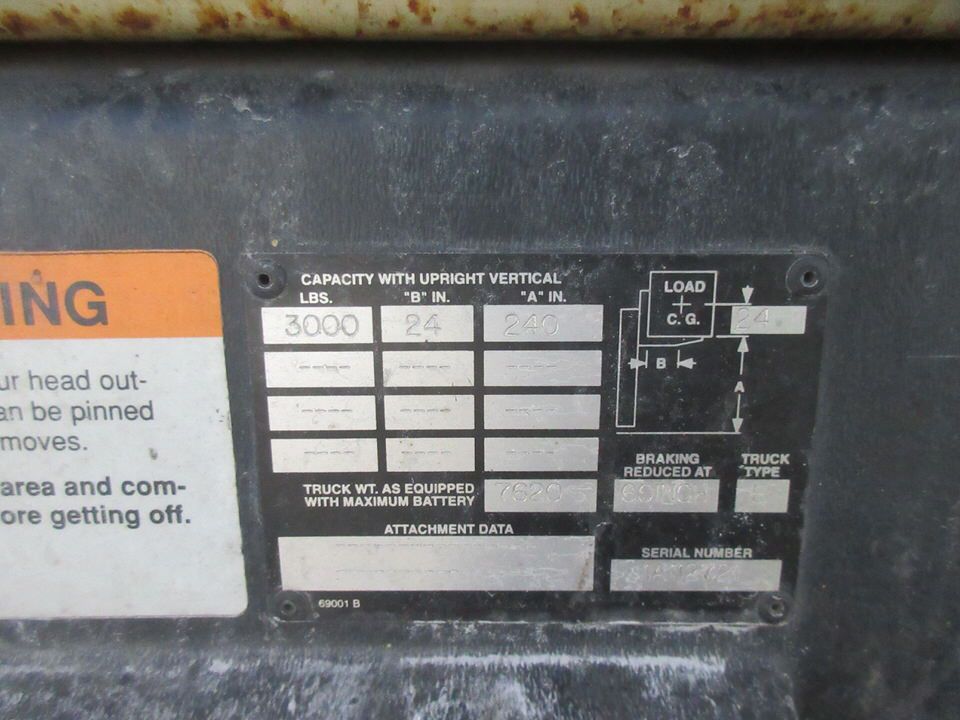 ING
ur head out-
an be pinned
moves.
area and com-
ore getting off.
CAPACITY WITH UPRIGHT VERTICAL
LBS. "B" IN. "A" IN.
3000 24 240
---- ---- ----
---- ---- ----
---- ---- ----
TRUCK WT. AS EQUIPPED
WITH MAXIMUM BATTERY 7620
ATTACHMENT DATA
69001 B
LOAD
C. G.
24
B
A
BRAKING
REDUCED AT
TRUCK
TYPE
E
SERIAL NUMBER